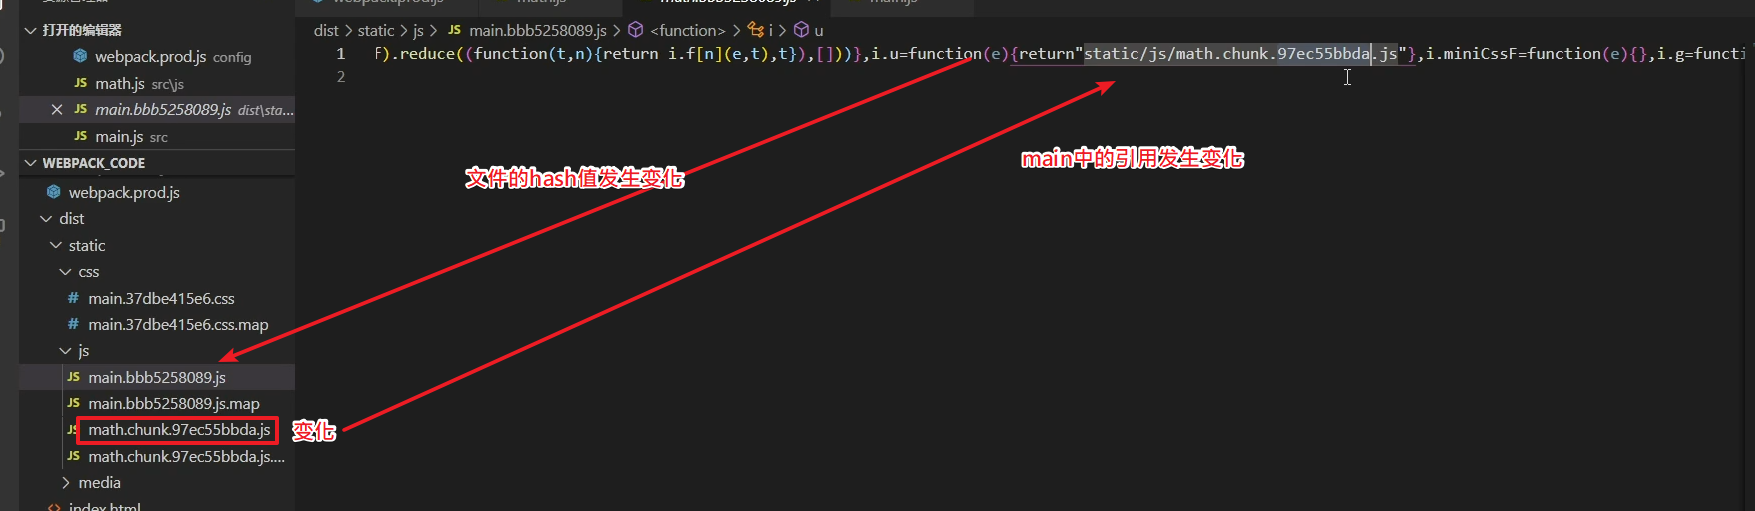 打开的编辑器
webpack.prod.js config
JS math.js src\js
JS main.bbb5258089.js dist\sta...
JS main.js src
WEBPACK_CODE
webpack.prod.js
dist
static
css
# main.37dbe415e6.css
# main.37dbe415e6.css.map
js
JS main.bbb5258089.js
JS main.bbb5258089.js.map
JS math.chunk.97ec55bbda.js
JS math.chunk.97ec55bbda.js....
media
index.html
dist > static > js > JS main.bbb5258089.js > <function> > i > u
1 f).reduce((function(t,n){return i.f[n](e,t),t}),[]))},i.u=function(e){return"static/js/math.chunk.97ec55bbda.js"},i.miniCssF=function(e){},i.g=functi
2
文件的hash值发生变化
main中的引用发生变化
变化